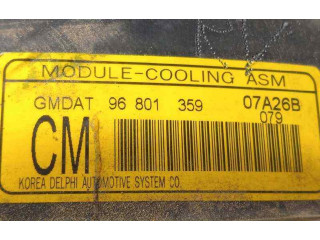 MODULE-COOLING ASM
GMDAT 96 801 359 07A26B
079
CM
KOREA DELPHI AUTOMOTIVE SYSTEM CO.